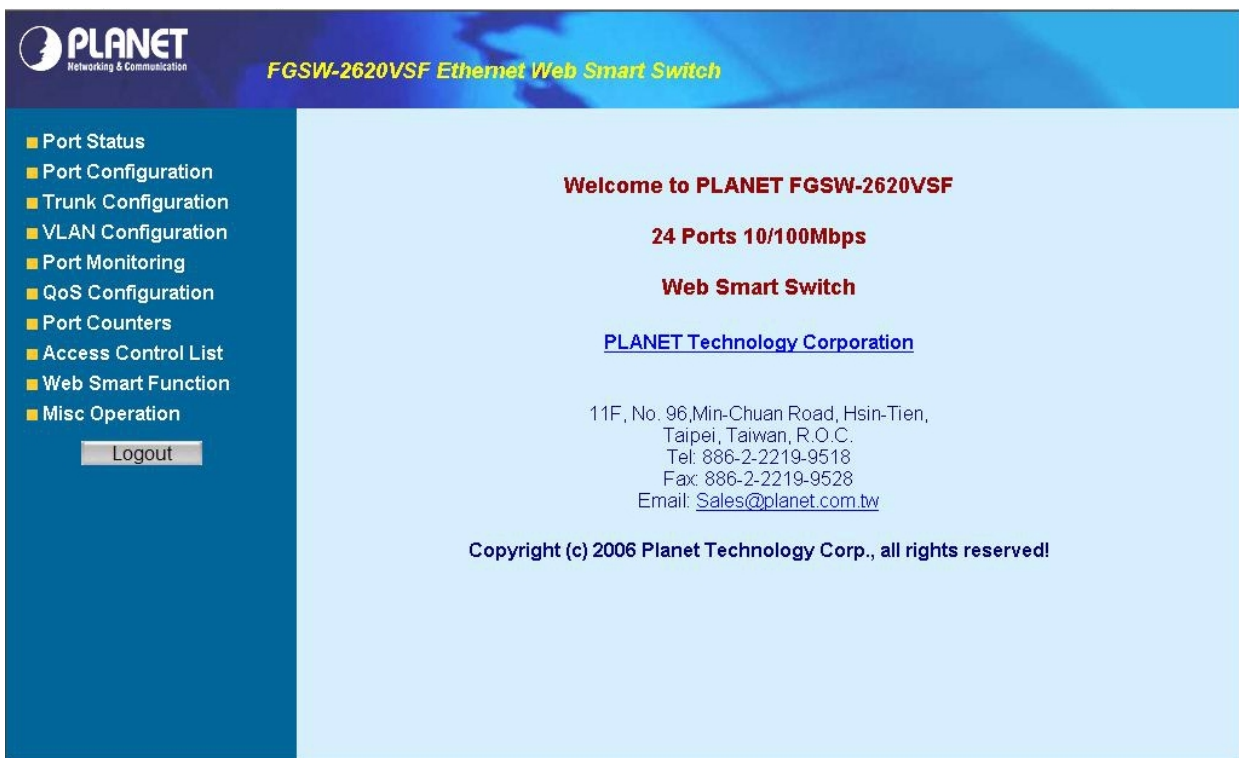 PLANET
Networking & Communication
FGSW-2620VSF Ethernet Web Smart Switch
Port Status
Port Configuration
Trunk Configuration
VLAN Configuration
Port Monitoring
QoS Configuration
Port Counters
Access Control List
Web Smart Function
Misc Operation
Logout
Welcome to PLANET FGSW-2620VSF
24 Ports 10/100Mbps
Web Smart Switch
PLANET Technology Corporation
11F, No. 96,Min-Chuan Road, Hsin-Tien,
Taipei, Taiwan, R.O.C.
Tel: 886-2-2219-9518
Fax: 886-2-2219-9528
Email: Sales@planet.com.tw
Copyright (c) 2006 Planet Technology Corp., all rights reserved!